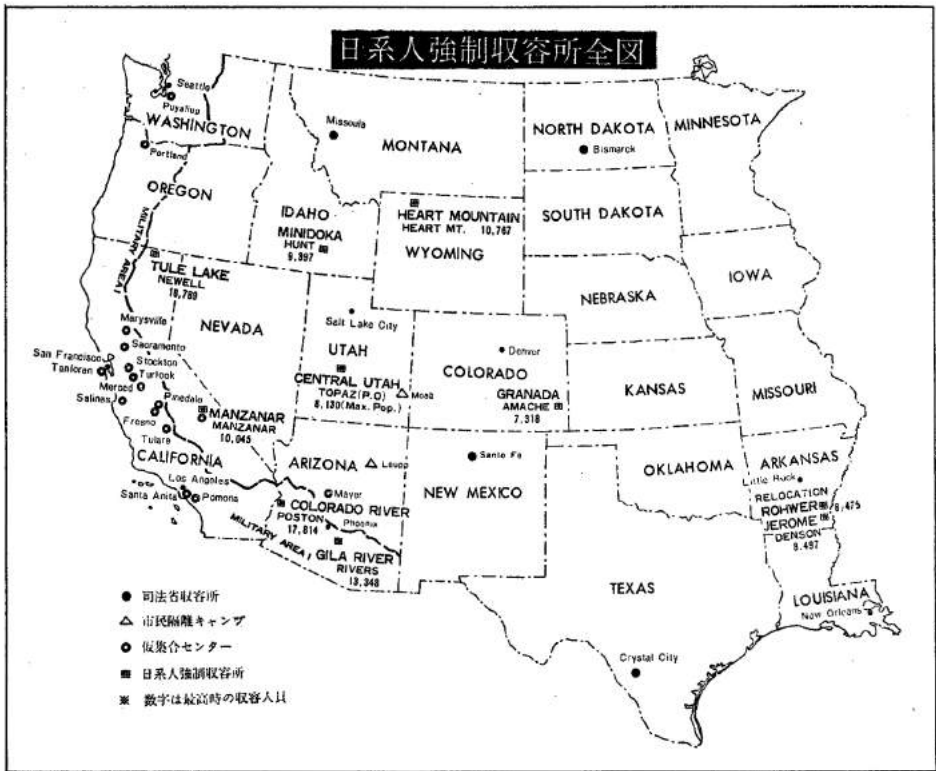 日系人強制収容所全図
Seattle
Puyallup
WASHINGTON
Portland
OREGON
MILITARY AREA I
Missoula
MONTANA
NORTH DAKOTA
Bismarck
MINNESOTA
SOUTH DAKOTA
IDAHO
MINIDOKA
HUNT
9,397
HEART MOUNTAIN
HEART MT. 10,767
WYOMING
IOWA
NEBRASKA
TULE LAKE
NEWELL
18,789
NEVADA
Marysville
Sacramento
San Francisco
Tanforan
Stockton
Turlock
Merced
Salinas
Pinedale
Fresno
Tulare
MANZANAR
MANZANAR
10,046
CALIFORNIA
Los Angeles
Santa Anita
Pomona
Salt Lake City
UTAH
CENTRAL UTAH
TOPAZ(P.O)
8,130(Max. Pop.)
Moab
Denver
COLORADO
GRANADA
AMACHE
7,318
KANSAS
MISSOURI
ARIZONA
Leupp
Mayer
COLORADO RIVER
POSTON
17,814
Phoenix
MILITARY AREA I
GILA RIVER
RIVERS
13,348
Santa Fe
NEW MEXICO
OKLAHOMA
ARKANSAS
Little Rock
RELOCATION
ROHWER 8,475
JEROME
DENSON
8,497
TEXAS
Crystal City
LOUISIANA
New Orleans
● 司法省収容所
△ 市民隔離キャンプ
◎ 仮集合センター
■ 日系人強制収容所
※ 数字は最高時の収容人員